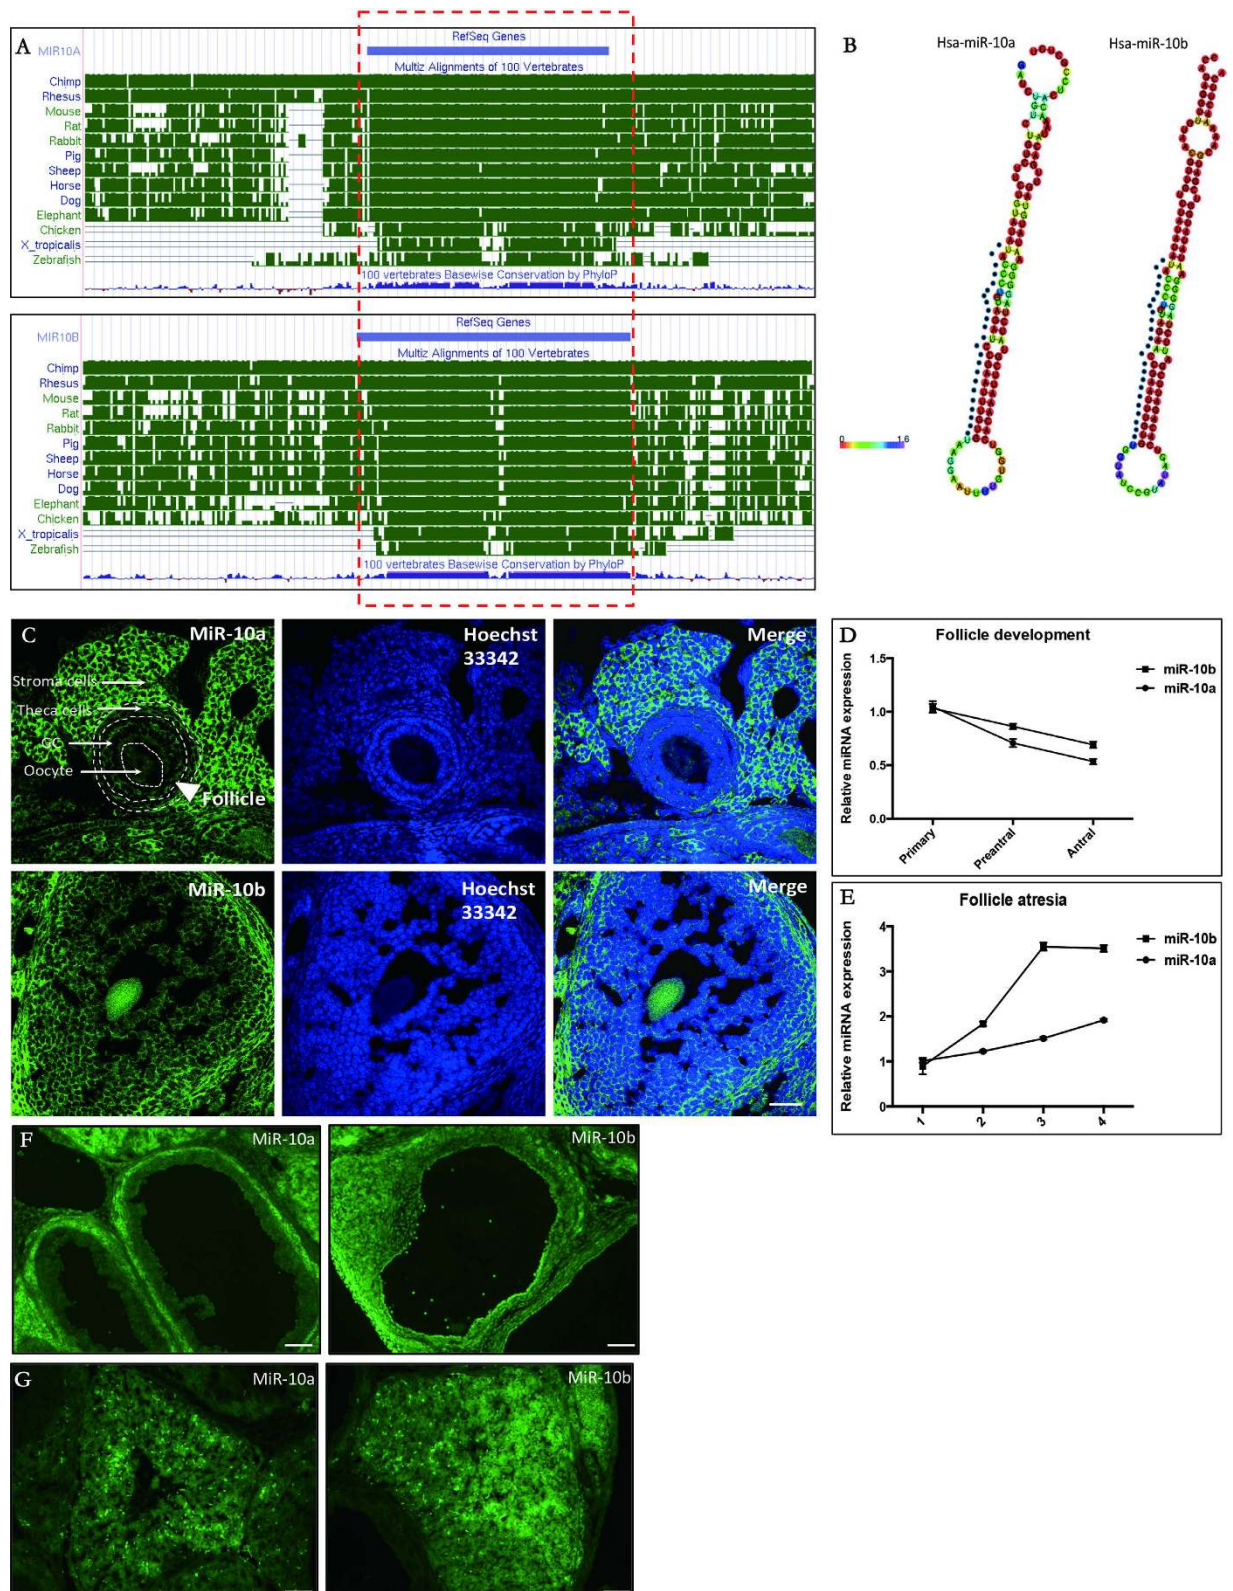 A
RefSeq Genes
MIR10A
Multiz Alignments of 100 Vertebrates
Chimp
Rhesus
Mouse
Rat
Rabbit
Pig
Sheep
Horse
Dog
Elephant
Chicken
X_tropicalis
Zebrafish
100 vertebrates Basewise Conservation by PhyloP
RefSeq Genes
MIR10B
Multiz Alignments of 100 Vertebrates
Chimp
Rhesus
Mouse
Rat
Rabbit
Pig
Sheep
Horse
Dog
Elephant
Chicken
X_tropicalis
Zebrafish
100 vertebrates Basewise Conservation by PhyloP
B
Hsa-miR-10a
Hsa-miR-10b
0
1.6
C
MiR-10a
Stroma cells
Theca cells
GC
Oocyte
Follicle
Hoechst
33342
Merge
MiR-10b
Hoechst
33342
Merge
D
Follicle development
Relative miRNA expression
1.5
1.0
0.5
0.0
Primary
Preantral
Antral
miR-10b
miR-10a
E
Follicle atresia
Relative miRNA expression
4
3
2
1
0
1
2
3
4
miR-10b
miR-10a
F
MiR-10a
MiR-10b
G
MiR-10a
MiR-10b